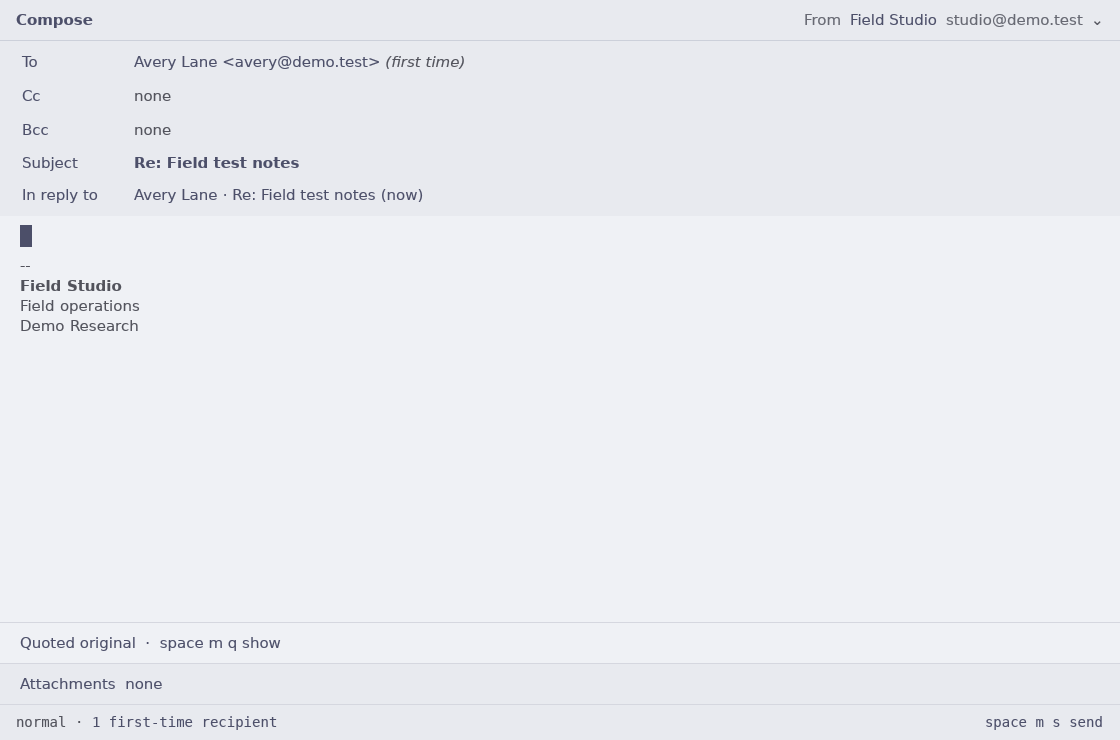 Compose From Field Studio studio@demo.test ⌄
To Avery Lane <avery@demo.test> (first time)
Cc none
Bcc none
Subject Re: Field test notes
In reply to Avery Lane · Re: Field test notes (now)
--
Field Studio
Field operations
Demo Research
Quoted original · space m q show
Attachments none
normal · 1 first-time recipient space m s send